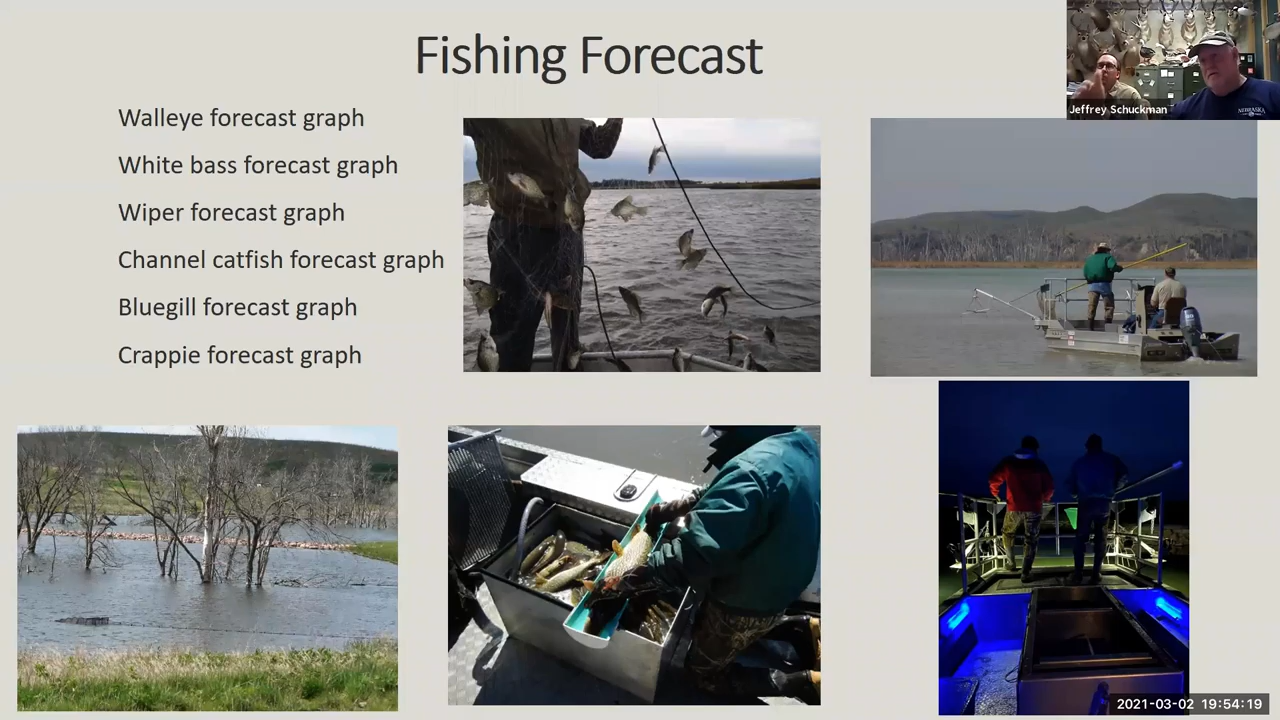 Fishing Forecast
Walleye forecast graph
White bass forecast graph
Wiper forecast graph
Channel catfish forecast graph
Bluegill forecast graph
Crappie forecast graph
Jeffrey Schuckman
NEBRASKA
2021-03-02 19:54:19